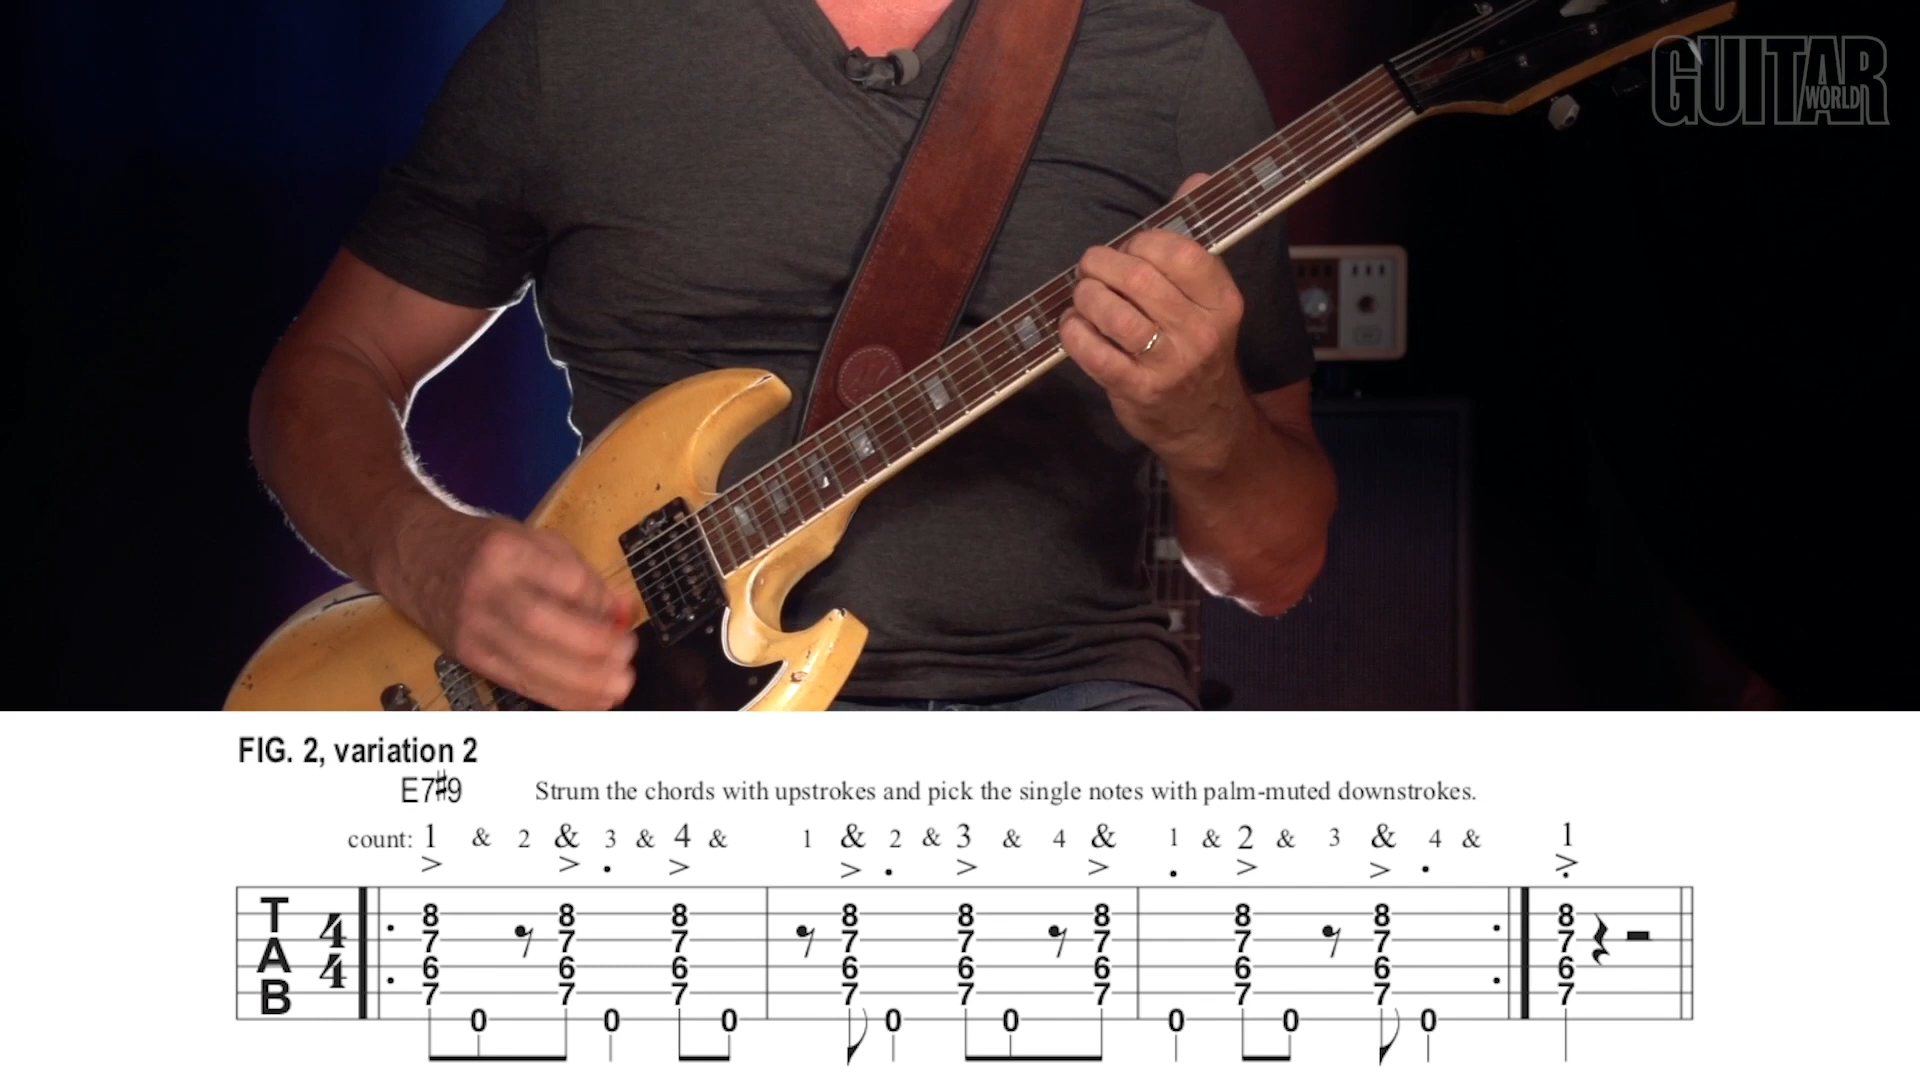 GUITAR
WORLD
FIG. 2, variation 2
E7#9 Strum the chords with upstrokes and pick the single notes with palm-muted downstrokes.
count: 1 & 2 & 3 & 4 & 1 & 2 & 3 & 4 & 1 & 2 & 3 & 4 & 1
> > . > > . > > . > > . >
T 8 8 8 8 8 8 8 8 8
4 7 7 7 7 7 7 7 7 7
A 4 6 6 6 6 6 6 6 6 6
B 7 7 7 7 7 7 7 7 7
0 0 0 0 0 0 0 0